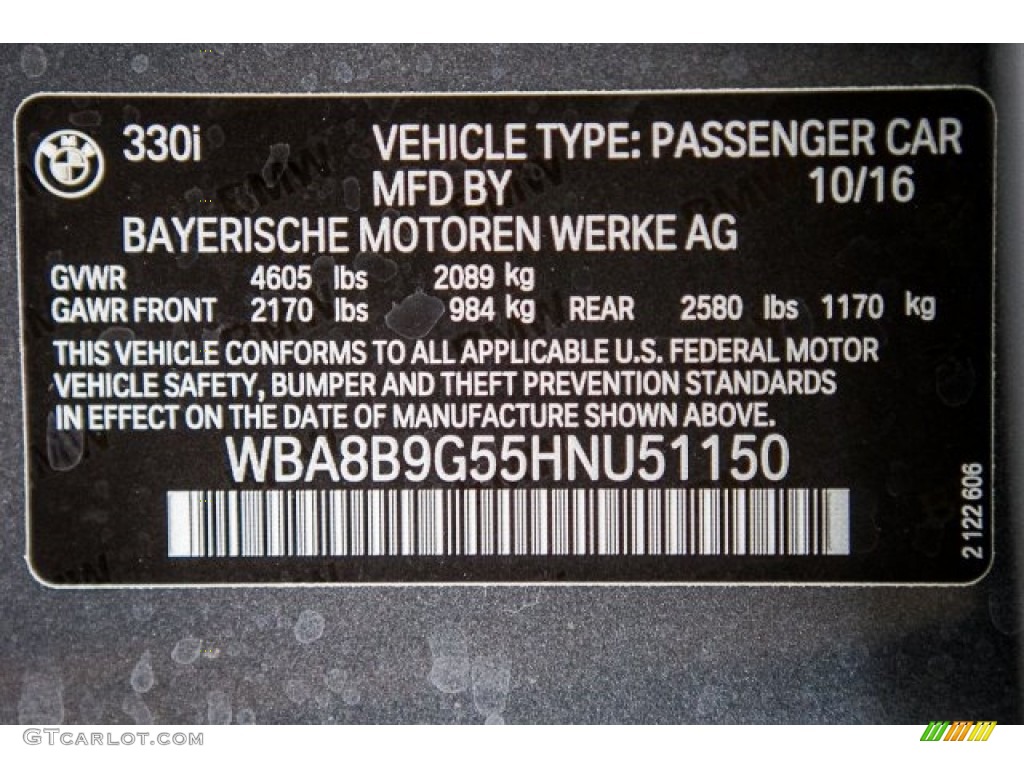 BMW 330i VEHICLE TYPE: PASSENGER CAR
MFD BY 10/16
BAYERISCHE MOTOREN WERKE AG
GVWR 4605 lbs 2089 kg
GAWR FRONT 2170 lbs 984 kg REAR 2580 lbs 1170 kg
THIS VEHICLE CONFORMS TO ALL APPLICABLE U.S. FEDERAL MOTOR
VEHICLE SAFETY, BUMPER AND THEFT PREVENTION STANDARDS
IN EFFECT ON THE DATE OF MANUFACTURE SHOWN ABOVE.
WBA8B9G55HNU51150
2 122 606
GTCARLOT.COM